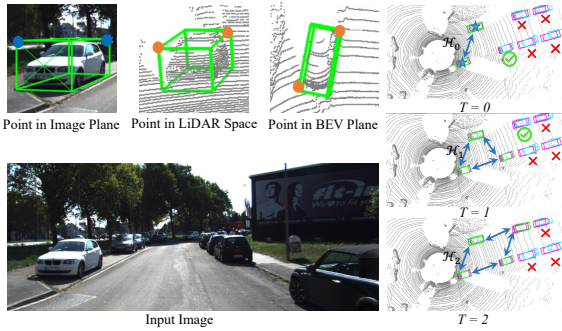 Point in Image Plane
Point in LiDAR Space
Point in BEV Plane
H₀
T = 0
H₁
T = 1
H₂
T = 2
fit-in
Input Image